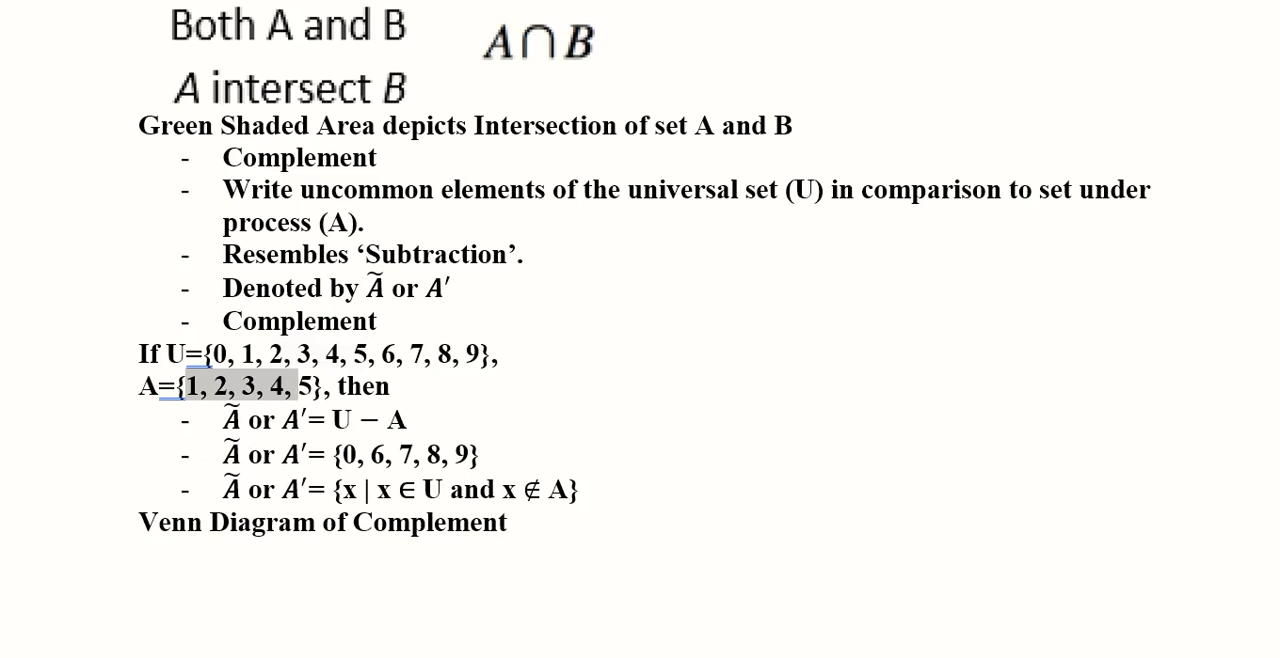 Both A and B
A∩B
A intersect B
Green Shaded Area depicts Intersection of set A and B
- Complement
- Write uncommon elements of the universal set (U) in comparison to set under
process (A).
- Resembles ‘Subtraction’.
- Denoted by Ã or A′
- Complement
If U={0, 1, 2, 3, 4, 5, 6, 7, 8, 9},
A={1, 2, 3, 4, 5}, then
- Ã or A′= U − A
- Ã or A′= {0, 6, 7, 8, 9}
- Ã or A′= {x | x ∈ U and x ∉ A}
Venn Diagram of Complement